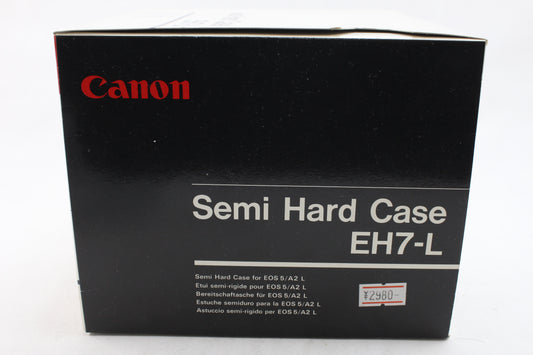 Canon
Semi Hard Case
EH7-L
Semi Hard Case for EOS 5/A2 L
Etui semi-rigide pour EOS 5/A2 L
Bereitschaftasche für EOS 5/A2 L
Estuche semiduro para la EOS 5/A2 L
Astuccio semi-rigido per EOS 5/A2 L
¥2980-